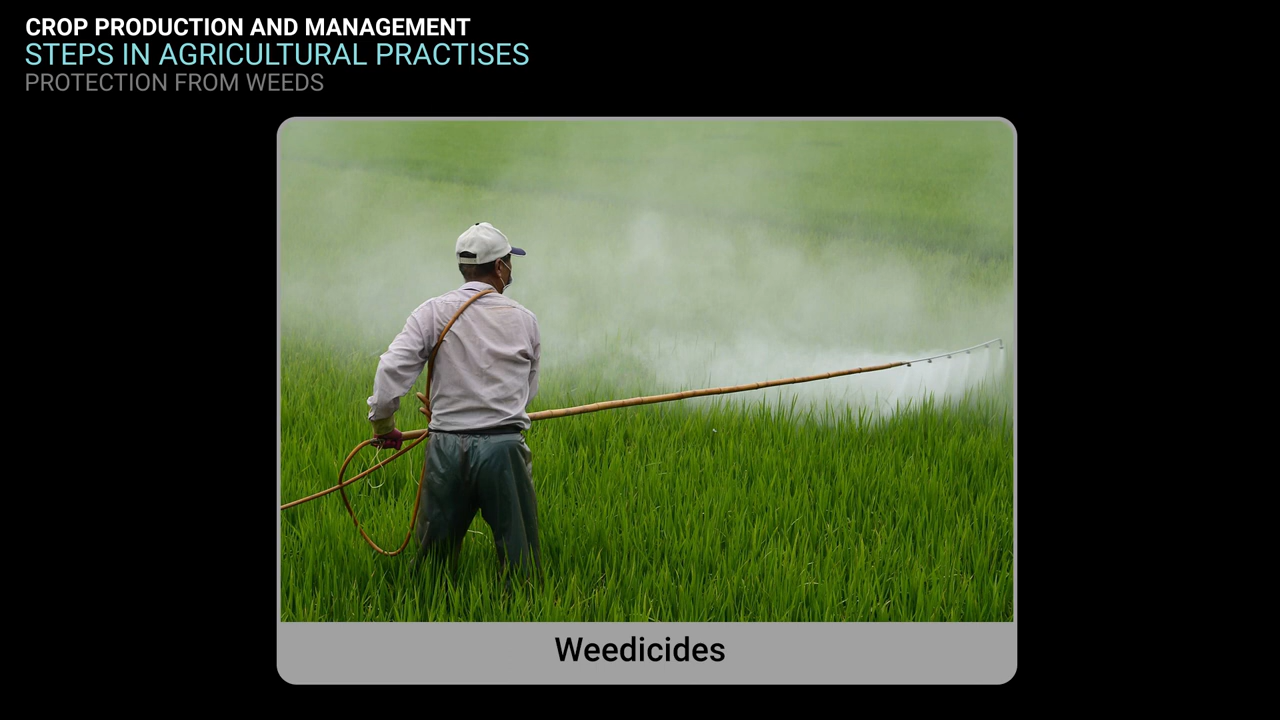 CROP PRODUCTION AND MANAGEMENT
STEPS IN AGRICULTURAL PRACTISES
PROTECTION FROM WEEDS
Weedicides